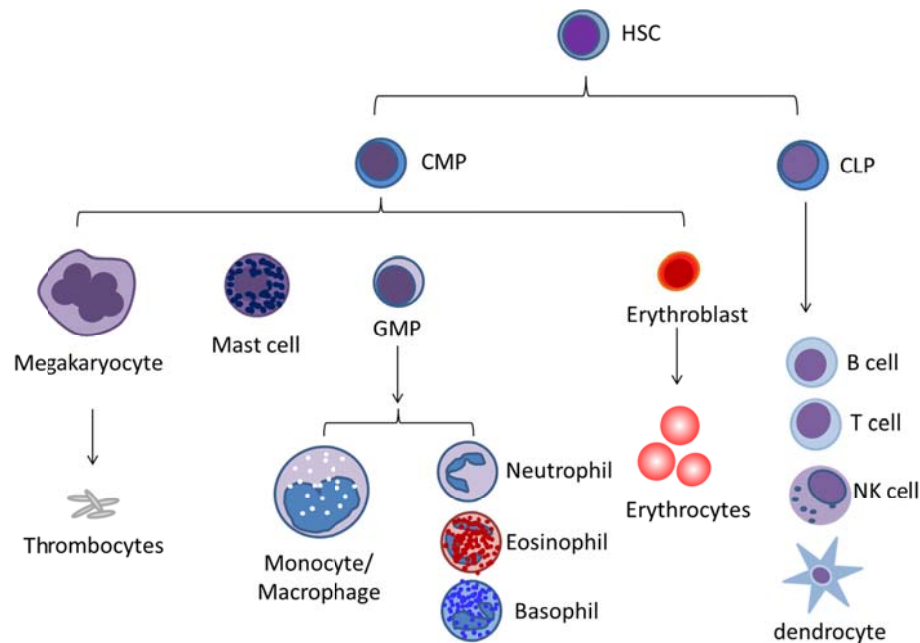 HSC
CMP
CLP
Megakaryocyte
Mast cell
GMP
Erythroblast
B cell
T cell
NK cell
dendrocyte
Thrombocytes
Monocyte/
Macrophage
Neutrophil
Eosinophil
Basophil
Erythrocytes